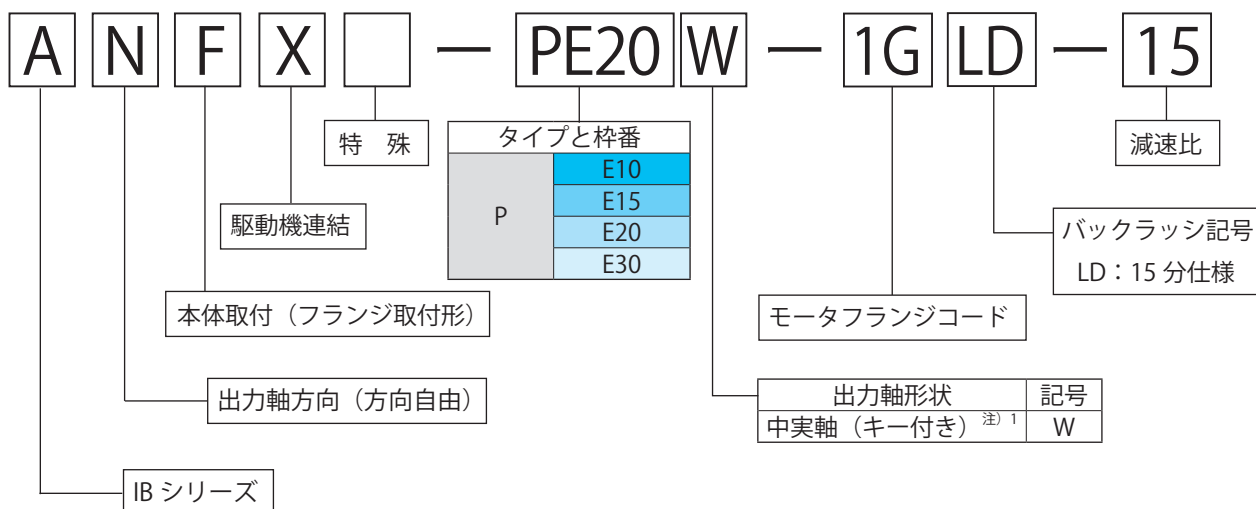 A N F X － PE20 W － 1G LD － 15
特　殊
タイプと枠番
減速比
E10
E15
P
E20
E30
駆動機連結
バックラッシ記号
LD：15 分仕様
本体取付（フランジ取付形）
モータフランジコード
出力軸方向（方向自由）
出力軸形状 記号
中実軸（キー付き）注）1 W
IB シリーズ